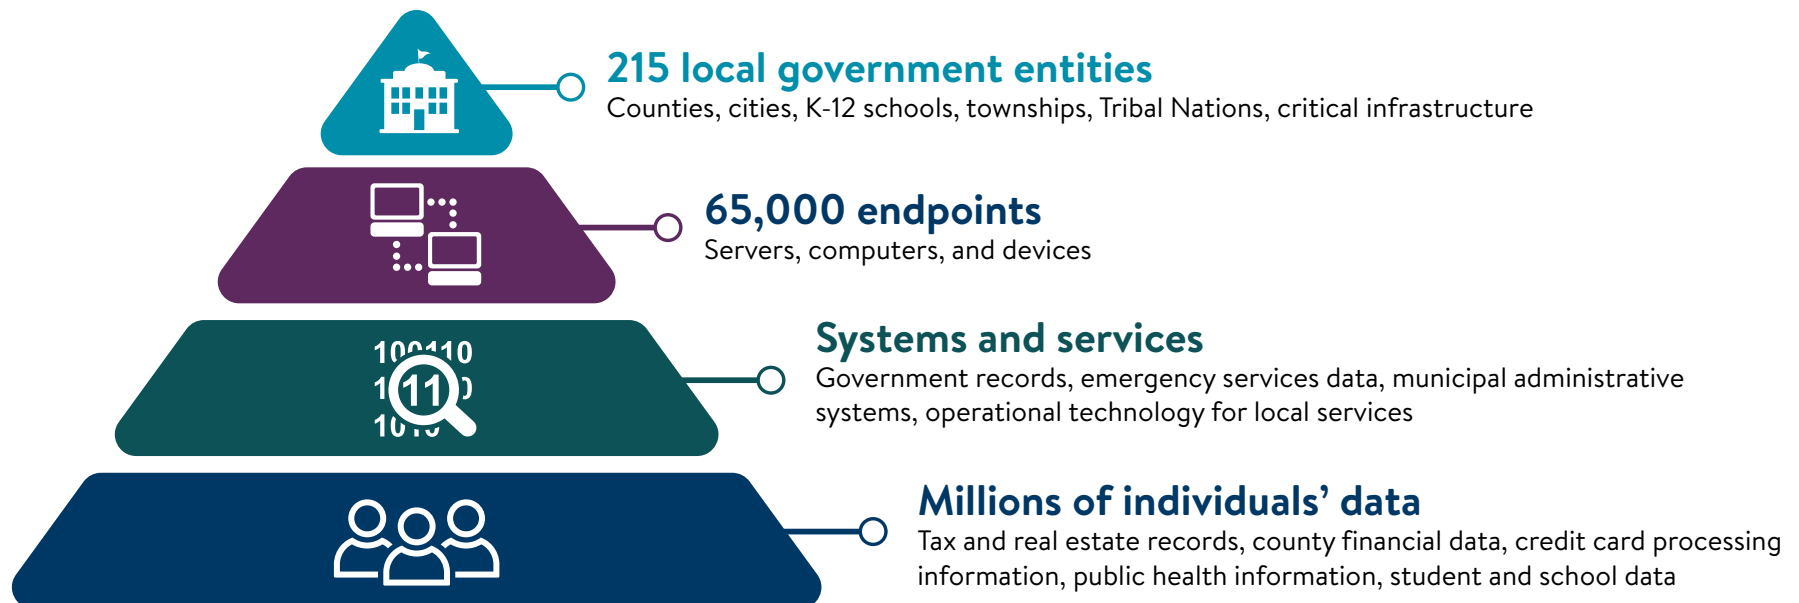 215 local government entities
Counties, cities, K-12 schools, townships, Tribal Nations, critical infrastructure
65,000 endpoints
Servers, computers, and devices
100110
11
Systems and services
Government records, emergency services data, municipal administrative
systems, operational technology for local services
Millions of individuals’ data
Tax and real estate records, county financial data, credit card processing
information, public health information, student and school data